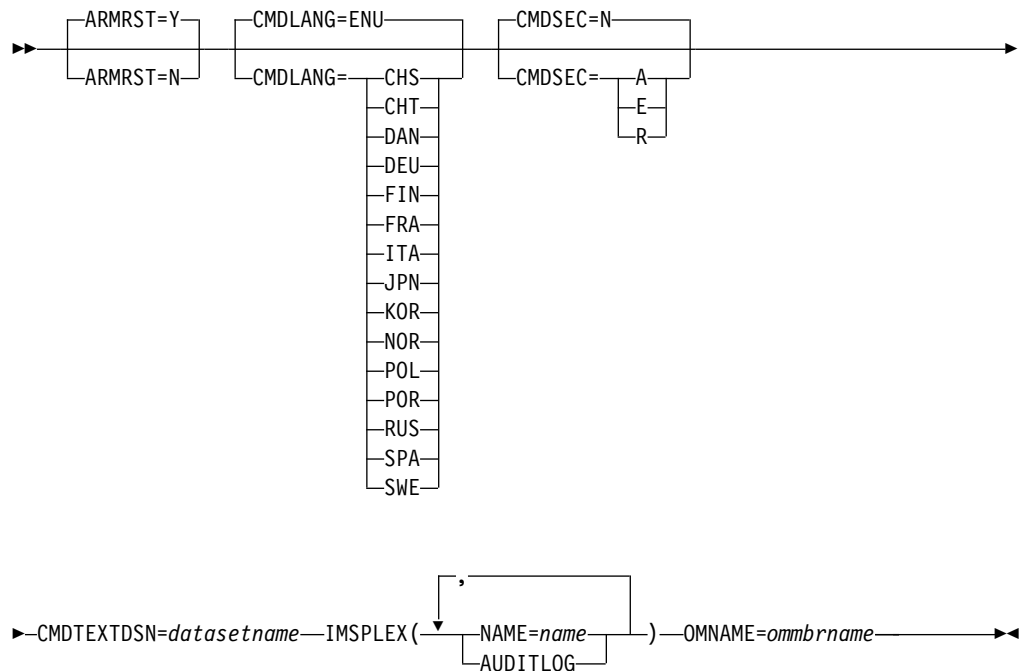 ARMRST=Y CMDLANG=ENU CMDSEC=N
ARMRST=N CMDLANG= CHS CMDSEC= A
CHT E
DAN R
DEU
FIN
FRA
ITA
JPN
KOR
NOR
POL
POR
RUS
SPA
SWE
,
CMDTEXTDSN=datasetname IMSPLEX( NAME=name ) OMNAME=ommbrname
AUDITLOG